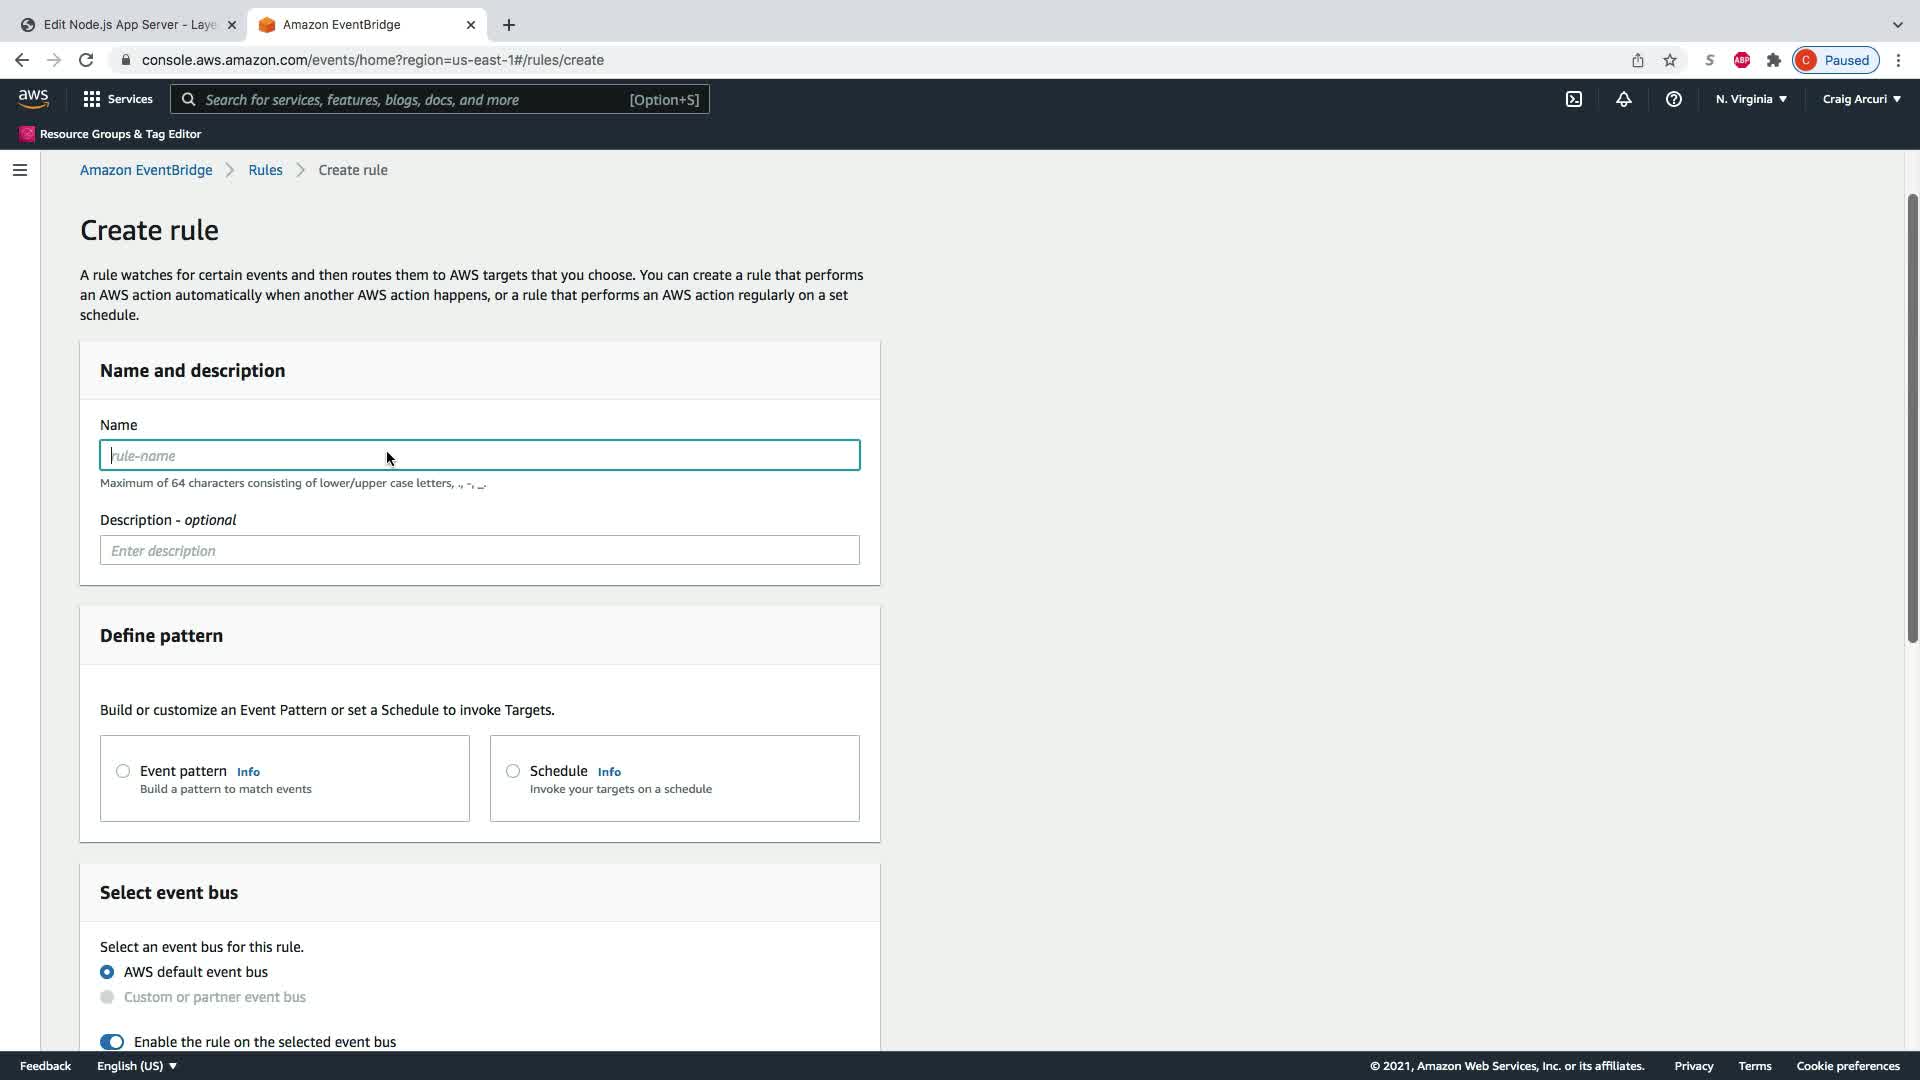 Edit Node.js App Server - Laye
Amazon EventBridge
console.aws.amazon.com/events/home?region=us-east-1#/rules/create
S
ABP
C
Paused
aws
Services
Search for services, features, blogs, docs, and more
[Option+S]
N. Virginia
Craig Arcuri
Resource Groups & Tag Editor
Amazon EventBridge
Rules
Create rule
Create rule
A rule watches for certain events and then routes them to AWS targets that you choose. You can create a rule that performs
an AWS action automatically when another AWS action happens, or a rule that performs an AWS action regularly on a set
schedule.
Name and description
Name
rule-name
Maximum of 64 characters consisting of lower/upper case letters, ., -, _.
Description - optional
Enter description
Define pattern
Build or customize an Event Pattern or set a Schedule to invoke Targets.
Event pattern Info
Build a pattern to match events
Schedule Info
Invoke your targets on a schedule
Select event bus
Select an event bus for this rule.
AWS default event bus
Custom or partner event bus
Enable the rule on the selected event bus
Feedback
English (US)
© 2021, Amazon Web Services, Inc. or its affiliates.
Privacy
Terms
Cookie preferences